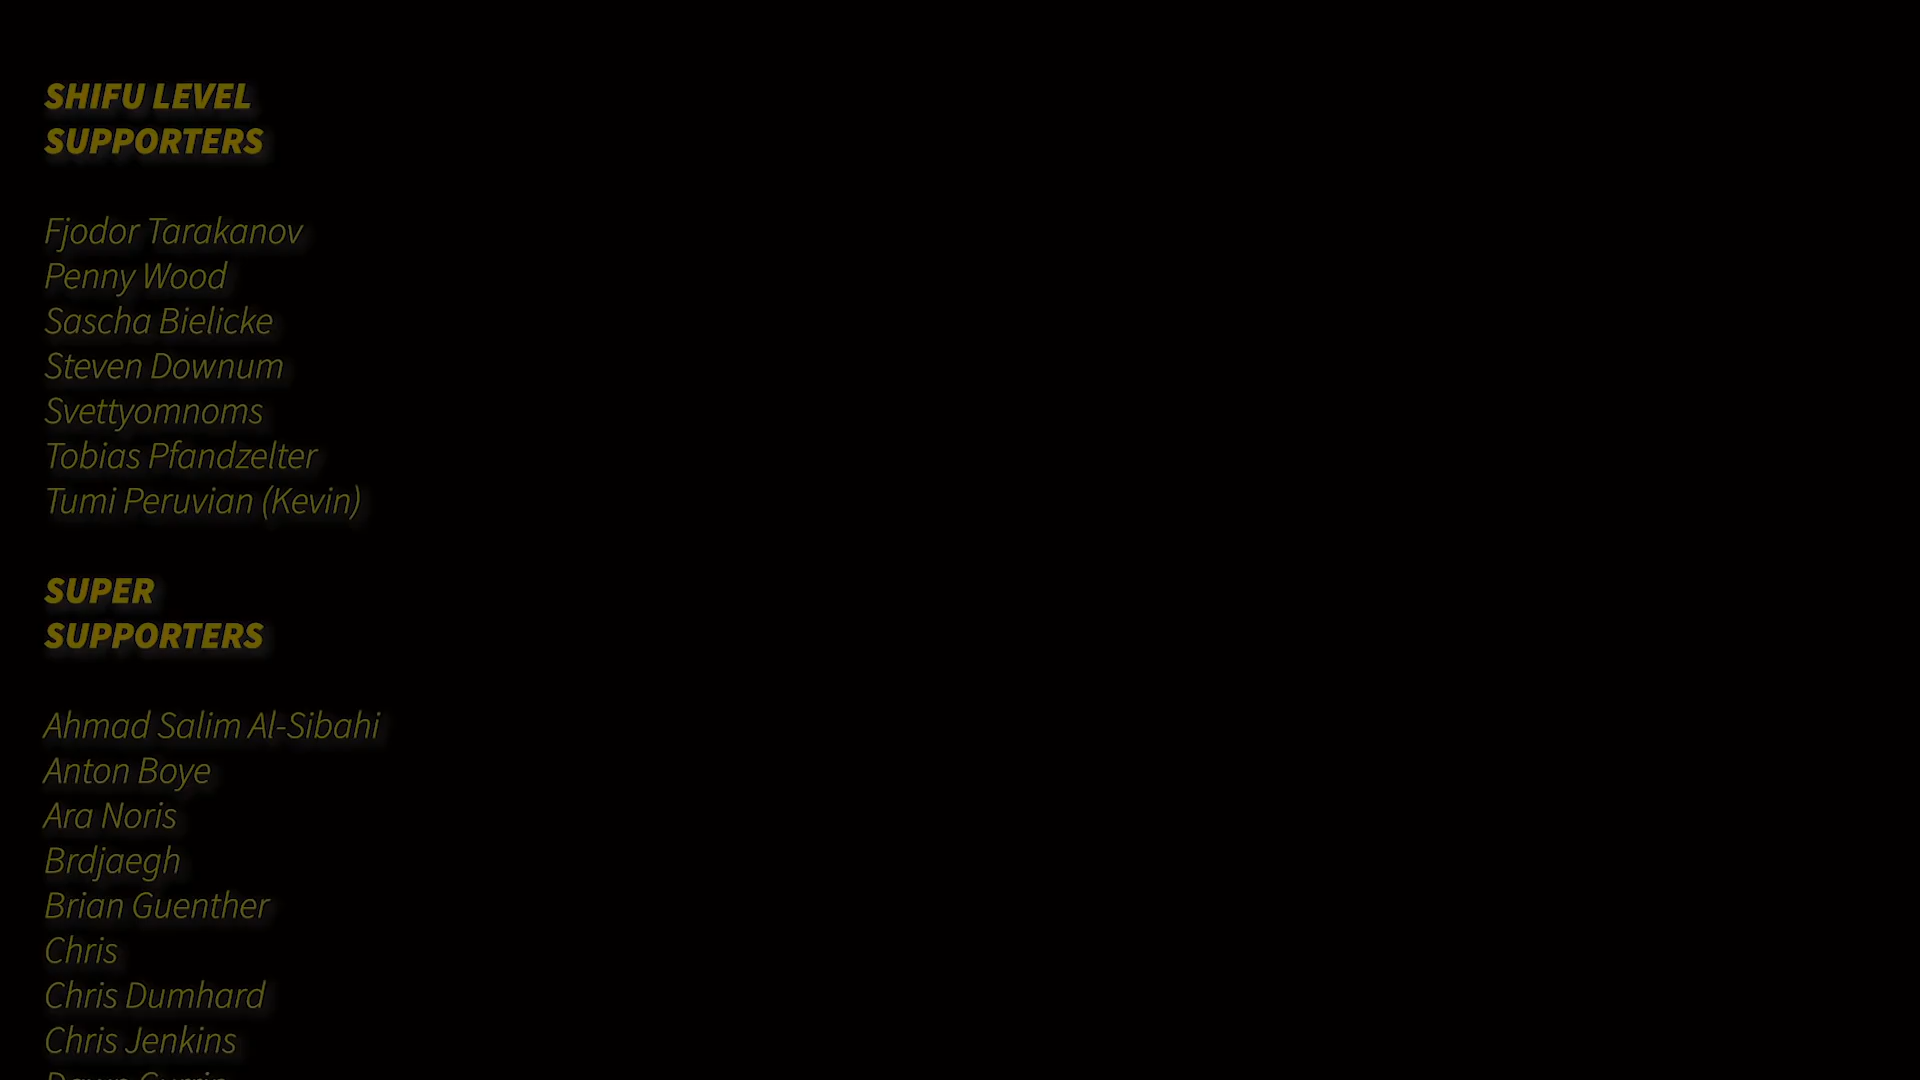 SHIFU LEVEL
SUPPORTERS
Fjodor Tarakanov
Penny Wood
Sascha Bielicke
Steven Downum
Svettyomnoms
Tobias Pfandzelter
Tumi Peruvian (Kevin)
SUPER
SUPPORTERS
Ahmad Salim Al-Sibahi
Anton Boye
Ara Noris
Brdjaegh
Brian Guenther
Chris
Chris Dumhard
Chris Jenkins